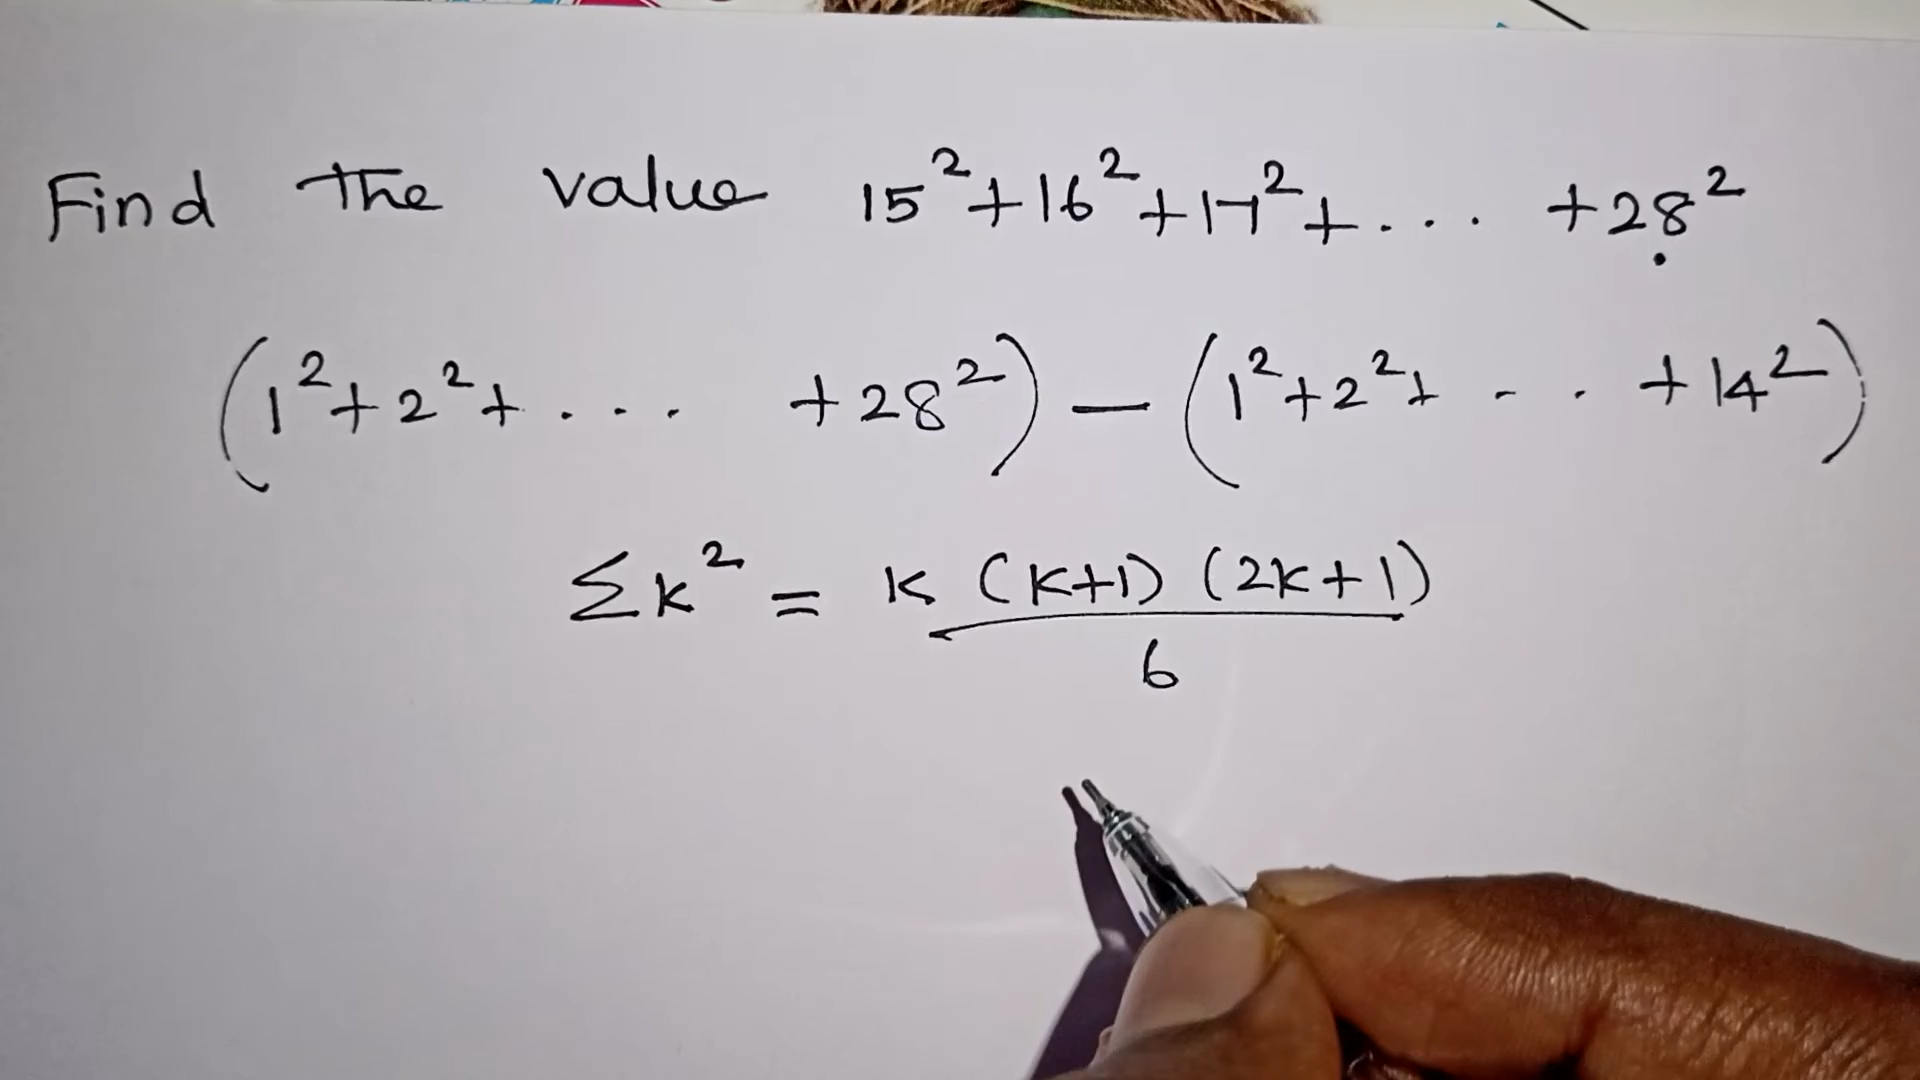 Find the value 15²+16²+17²+.... +28²
(1²+2²+.... +28²) - (1²+2²+.. +14²)
Σk² = k (k+1) (2k+1)
6